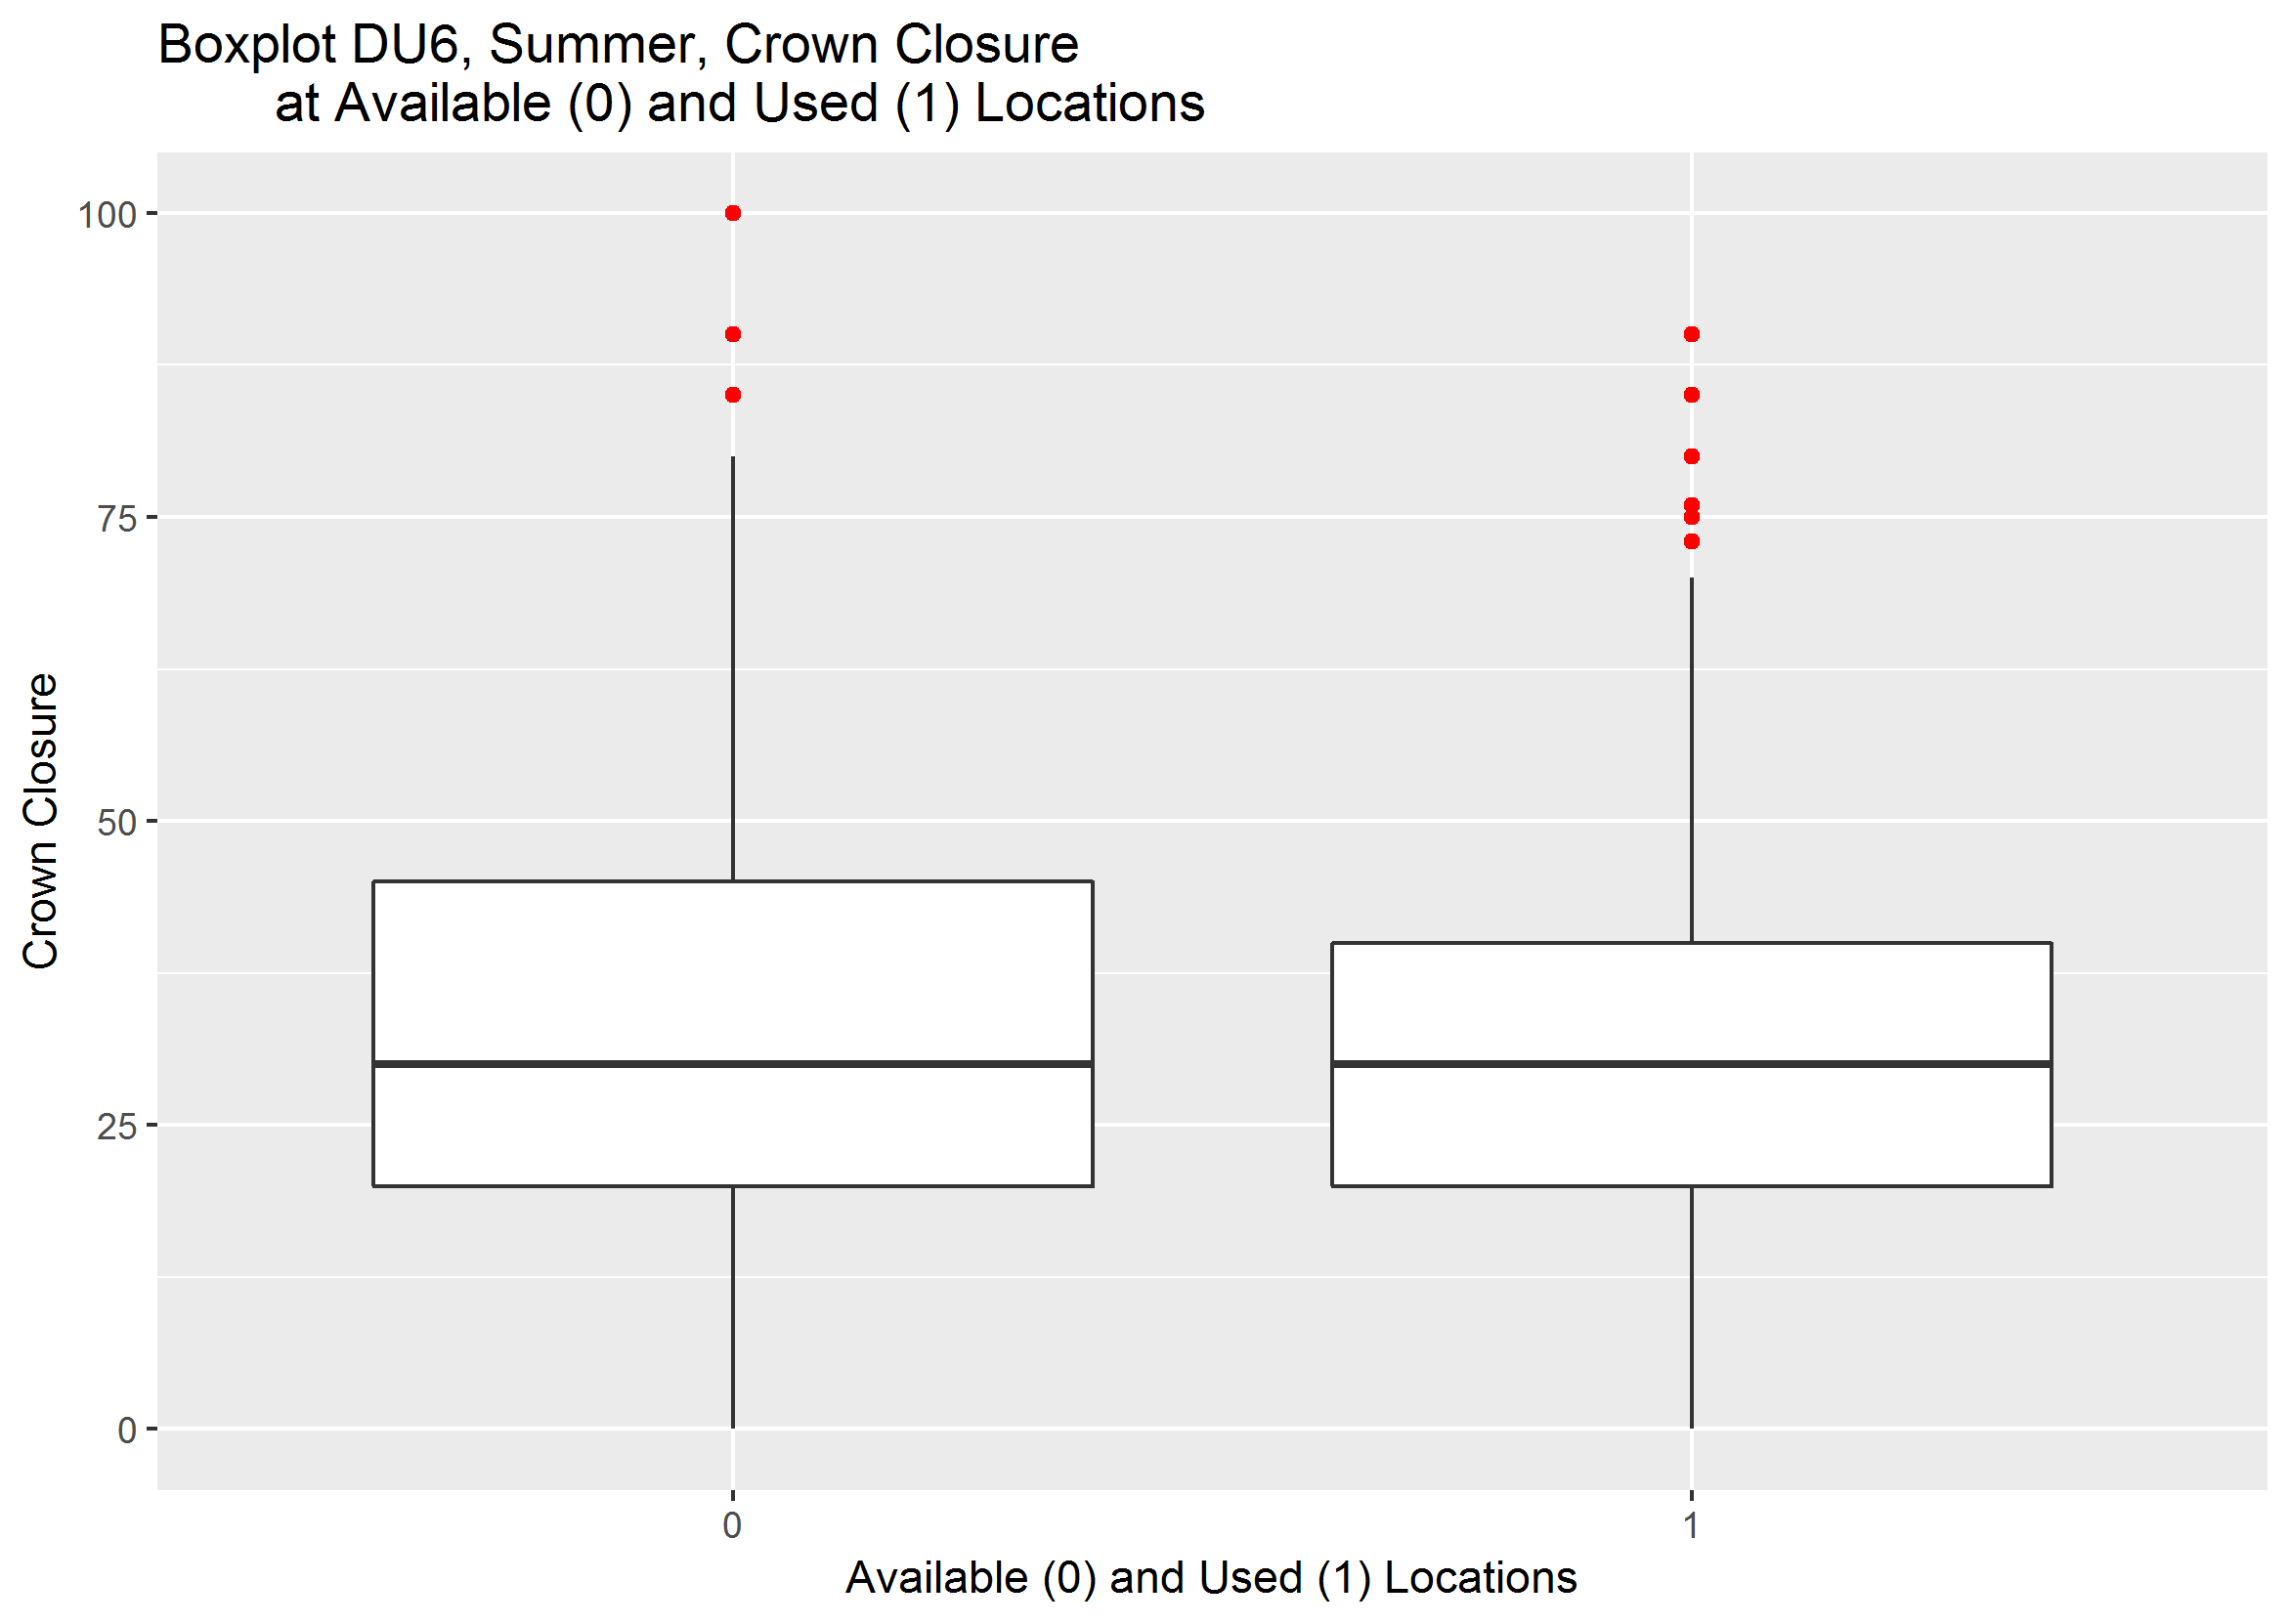 Boxplot DU6, Summer, Crown Closure
at Available (0) and Used (1) Locations
100
75
50
25
0
Crown Closure
0 1
Available (0) and Used (1) Locations